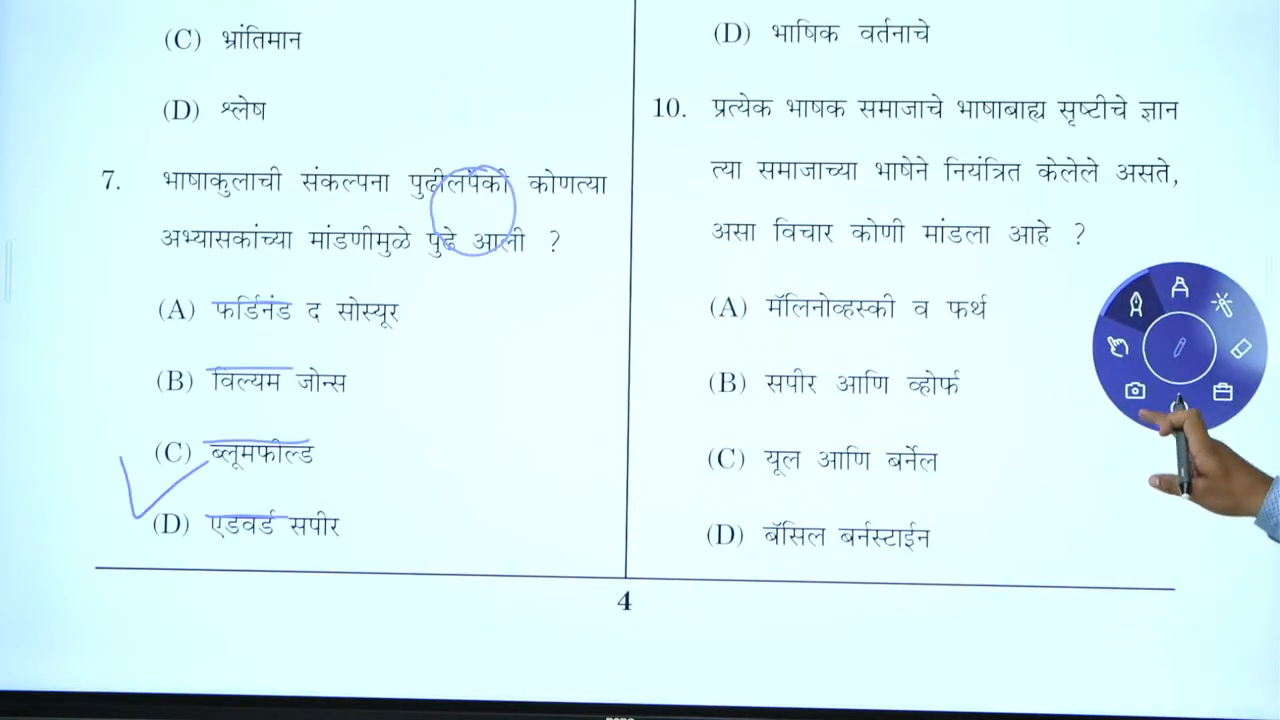 (C) भ्रांतिमान
(D) श्लेष
7. भाषाकुलाची संकल्पना पुढीलपैकी कोणत्या
अभ्यासकांच्या मांडणीमुळे पुढे आली ?
(A) फर्डिनंड द सोस्यूर
(B) विल्यम जोन्स
(C) ब्लूमफील्ड
(D) एडवर्ड सपीर
(D) भाषिक वर्तनाचे
10. प्रत्येक भाषक समाजाचे भाषाबाह्य सृष्टीचे ज्ञान
त्या समाजाच्या भाषेने नियंत्रित केलेले असते,
असा विचार कोणी मांडला आहे ?
(A) मॅलिनोव्हस्की व फर्थ
(B) सपीर आणि व्होर्फ
(C) यूल आणि बर्नेल
(D) बॅसिल बर्नस्टाईन
4